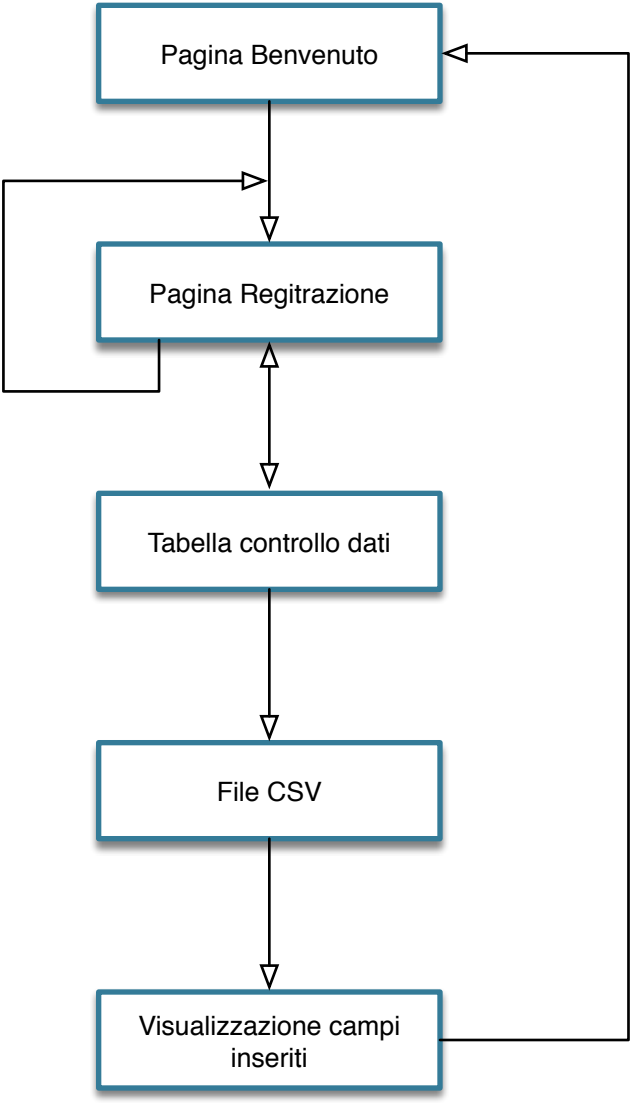 Pagina Benvenuto
Pagina Regitrazione
Tabella controllo dati
File CSV
Visualizzazione campi
inseriti